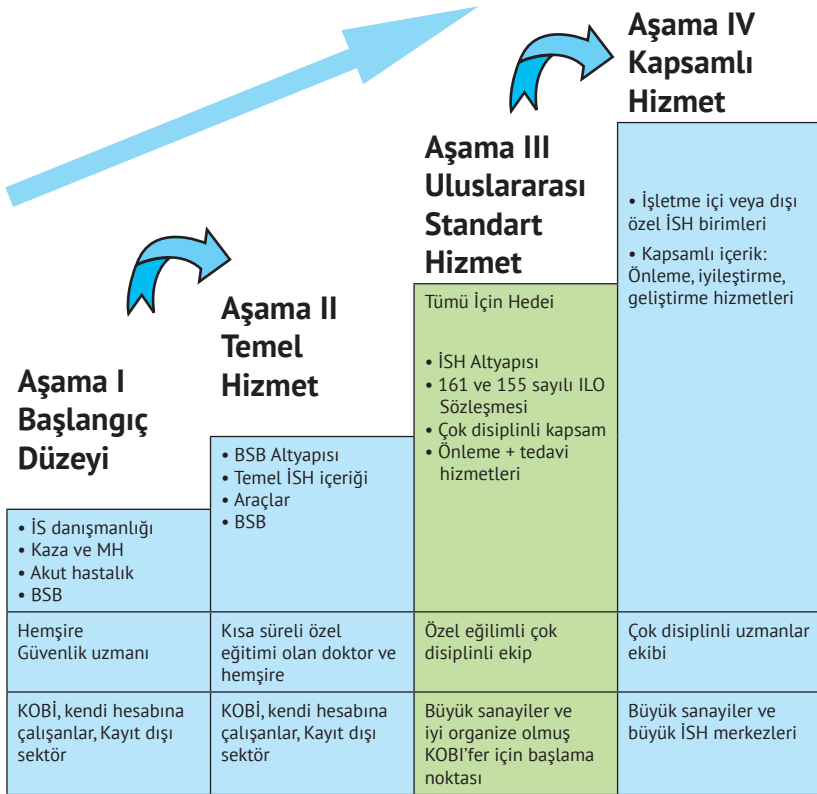 Aşama I
Başlangıç
Düzeyi
• İS danışmanlığı
• Kaza ve MH
• Akut hastalık
• BSB
Hemşire
Güvenlik uzmanı
KOBİ, kendi hesabına
çalışanlar, Kayıt dışı
sektör
Aşama II
Temel
Hizmet
• BSB Altyapısı
• Temel İSH içeriği
• Araçlar
• BSB
Kısa süreli özel
eğitimi olan doktor ve
hemşire
KOBİ, kendi hesabına
çalışanlar, Kayıt dışı
sektör
Aşama III
Uluslararası
Standart
Hizmet
Tümü İçin Hedei
• İSH Altyapısı
• 161 ve 155 sayılı ILO
Sözleşmesi
• Çok disiplinli kapsam
• Önleme + tedavi
hizmetleri
Özel eğilimli çok
disiplinli ekip
Büyük sanayiler ve
iyi organize olmuş
KOBI'fer için başlama
noktası
Aşama IV
Kapsamlı
Hizmet
• İşletme içi veya dışı
özel İSH birimleri
• Kapsamlı içerik:
Önleme, iyileştirme,
geliştirme hizmetleri
Çok disiplinli uzmanlar
ekibi
Büyük sanayiler ve
büyük İSH merkezleri